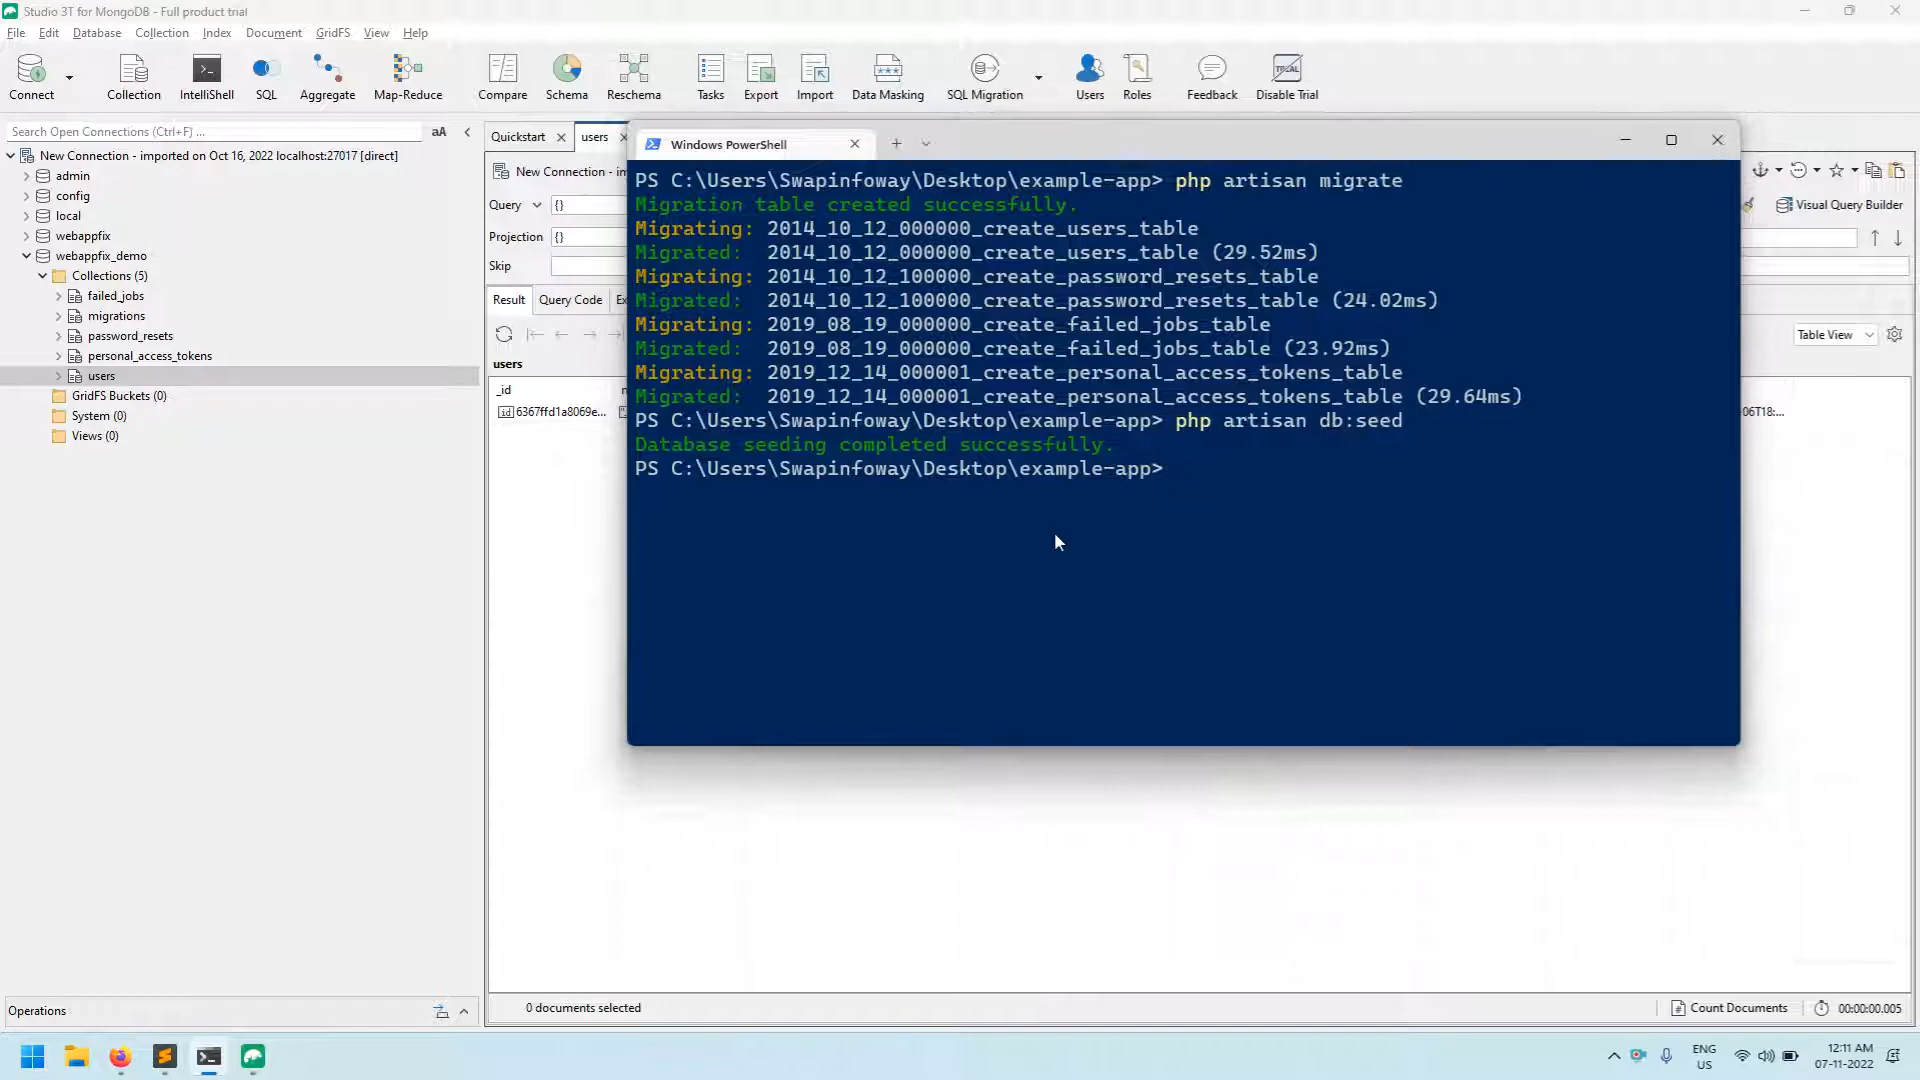 Studio 3T for MongoDB - Full product trial
File Edit Database Collection Index Document GridFS View Help
Connect Collection IntelliShell SQL Aggregate Map-Reduce Compare Schema Reschema Tasks Export Import Data Masking SQL Migration Users Roles Feedback Disable Trial
Search Open Connections (Ctrl+F) ... aA
New Connection - imported on Oct 16, 2022 localhost:27017 [direct]
admin
config
local
webappfix
webappfix_demo
Collections (5)
failed_jobs
migrations
password_resets
personal_access_tokens
users
GridFS Buckets (0)
System (0)
Views (0)
Operations
Quickstart users
New Connection - im
Query {}
Projection {}
Skip
Visual Query Builder
Result Query Code Ex
Table View
users
_id n
6367ffd1a8069e... 06T18:...
Windows PowerShell
PS C:\Users\Swapinfoway\Desktop\example-app> php artisan migrate
Migration table created successfully.
Migrating: 2014_10_12_000000_create_users_table
Migrated:  2014_10_12_000000_create_users_table (29.52ms)
Migrating: 2014_10_12_100000_create_password_resets_table
Migrated:  2014_10_12_100000_create_password_resets_table (24.02ms)
Migrating: 2019_08_19_000000_create_failed_jobs_table
Migrated:  2019_08_19_000000_create_failed_jobs_table (23.92ms)
Migrating: 2019_12_14_000001_create_personal_access_tokens_table
Migrated:  2019_12_14_000001_create_personal_access_tokens_table (29.64ms)
PS C:\Users\Swapinfoway\Desktop\example-app> php artisan db:seed
Database seeding completed successfully.
PS C:\Users\Swapinfoway\Desktop\example-app>
0 documents selected Count Documents 00:00:00.005
ENG
US
12:11 AM
07-11-2022